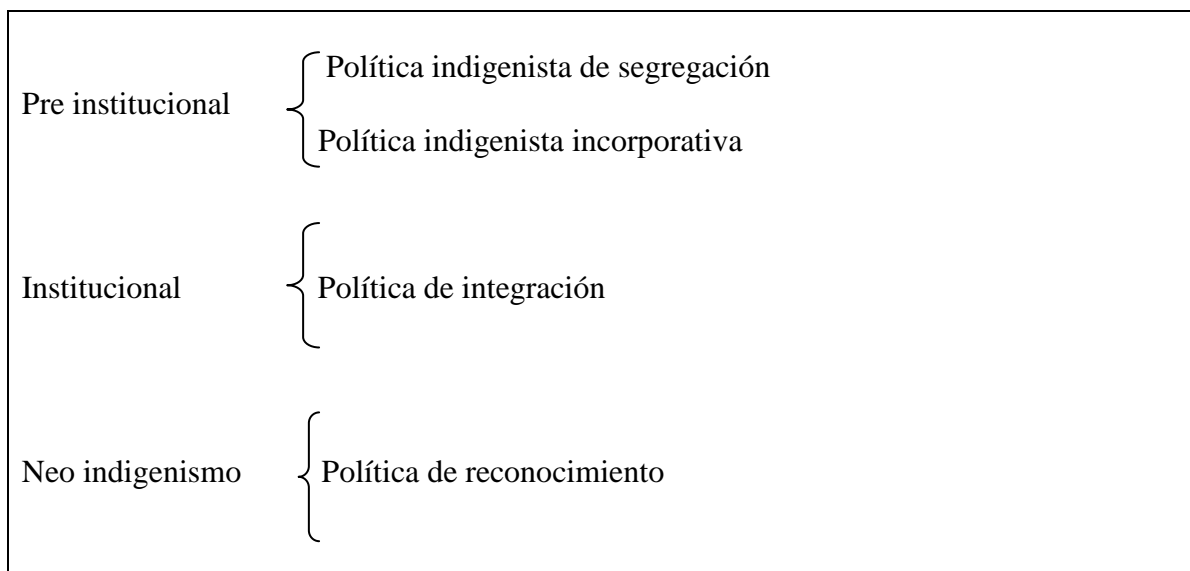 Política indigenista de segregación
Pre institucional
Política indigenista incorporativa
Institucional Política de integración
Neo indigenismo Política de reconocimiento